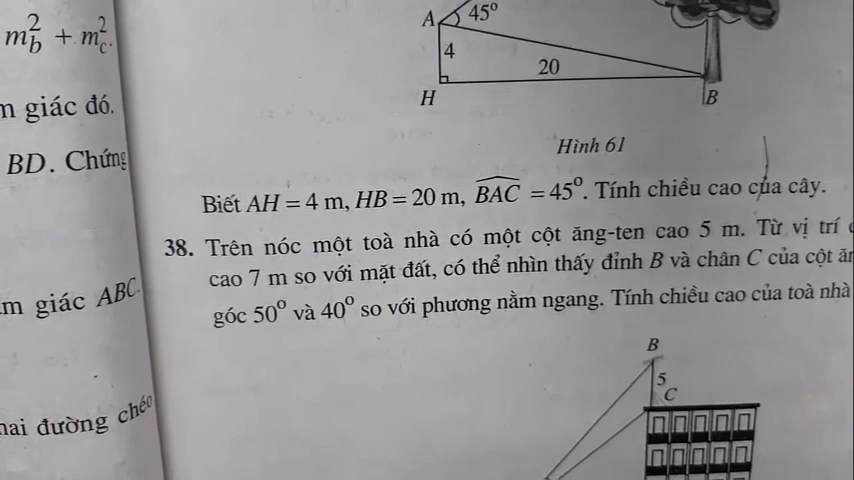 m_b^2 + m_c^2.
giác đó.
BD. Chứng
giác ABC.
đường chéo
A
45°
4
20
H
B
Hình 61
Biết AH = 4 m, HB = 20 m, \widehat{BAC} = 45°. Tính chiều cao của cây.
38. Trên nóc một toà nhà có một cột ăng-ten cao 5 m. Từ vị trí
cao 7 m so với mặt đất, có thể nhìn thấy đỉnh B và chân C của cột
góc 50° và 40° so với phương nằm ngang. Tính chiều cao của toà nhà
B
5
C